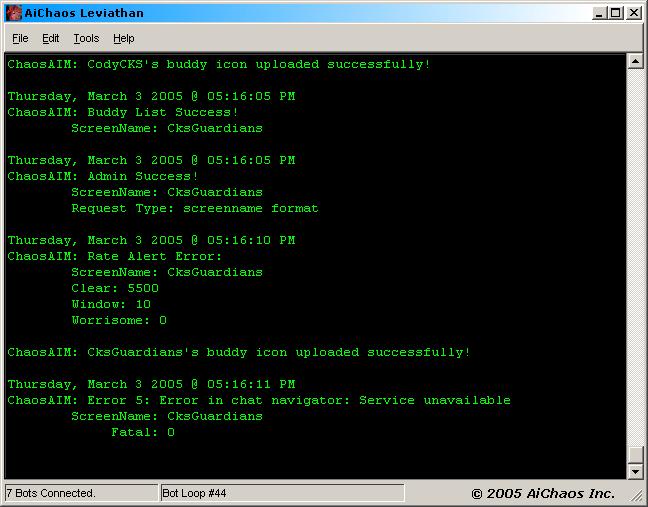 AiChaos Leviathan
File Edit Tools Help
ChaosAIM: CodyCKS's buddy icon uploaded successfully!
Thursday, March 3 2005 @ 05:16:05 PM
ChaosAIM: Buddy List Success!
ScreenName: CksGuardians
Thursday, March 3 2005 @ 05:16:05 PM
ChaosAIM: Admin Success!
ScreenName: CksGuardians
Request Type: screenname format
Thursday, March 3 2005 @ 05:16:10 PM
ChaosAIM: Rate Alert Error:
ScreenName: CksGuardians
Clear: 5500
Window: 10
Worrisome: 0
ChaosAIM: CksGuardians's buddy icon uploaded successfully!
Thursday, March 3 2005 @ 05:16:11 PM
ChaosAIM: Error 5: Error in chat navigator: Service unavailable
ScreenName: CksGuardians
Fatal: 0
7 Bots Connected. Bot Loop #44 © 2005 AiChaos Inc.